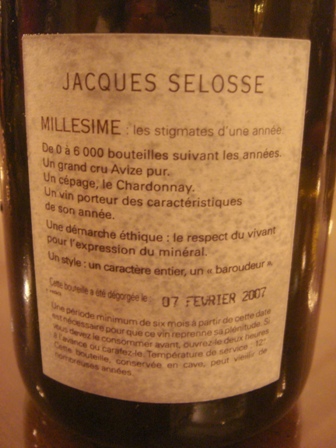 JACQUES SELOSSE
MILLESIME : les stigmates d'une année.
De 0 à 6 000 bouteilles suivant les années.
Un grand cru Avize pur.
Un cépage, le Chardonnay.
Un vin porteur des caractéristiques
de son année.
Une démarche éthique : le respect du vivant
pour l'expression du minéral.
Un style : un caractère entier, un « baroudeur ».
Cette bouteille a été dégorgée le : 07 FEVRIER 2007
Une période minimum de six mois à partir de cette date
est nécessaire pour que ce vin reprenne sa plénitude. Si
vous devez le consommer avant, ouvrez-le deux heures
à l'avance ou carafez-le. Température de service : 12°.
Cette bouteille, conservée en cave, peut vieillir de
nombreuses années.